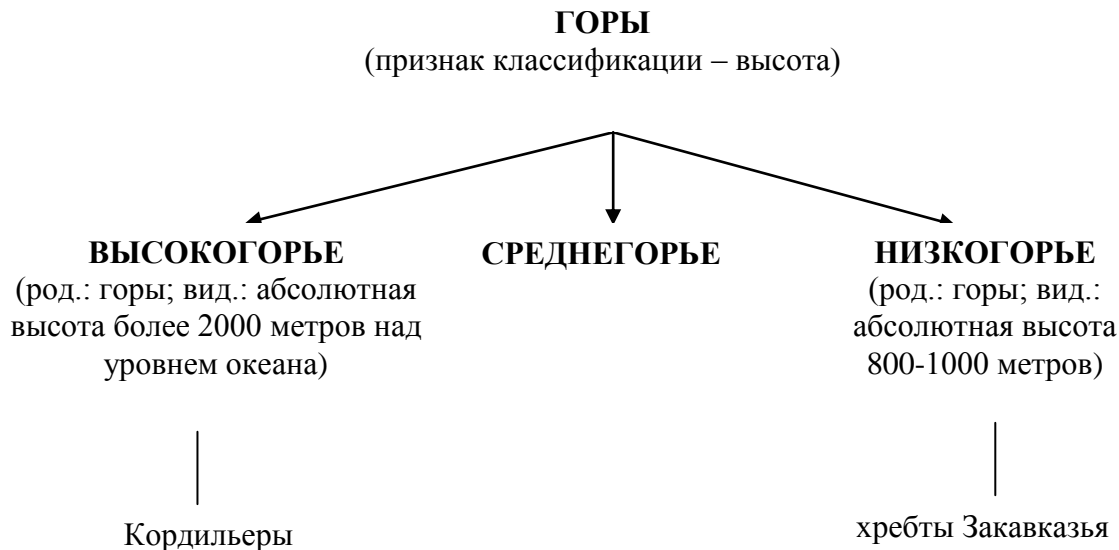 ГОРЫ
(признак классификации – высота)
ВЫСОКОГОРЬЕ
(род.: горы; вид.: абсолютная
высота более 2000 метров над
уровнем океана)
Кордильеры
СРЕДНЕГОРЬЕ
НИЗКОГОРЬЕ
(род.: горы; вид.:
абсолютная высота
800-1000 метров)
хребты Закавказья